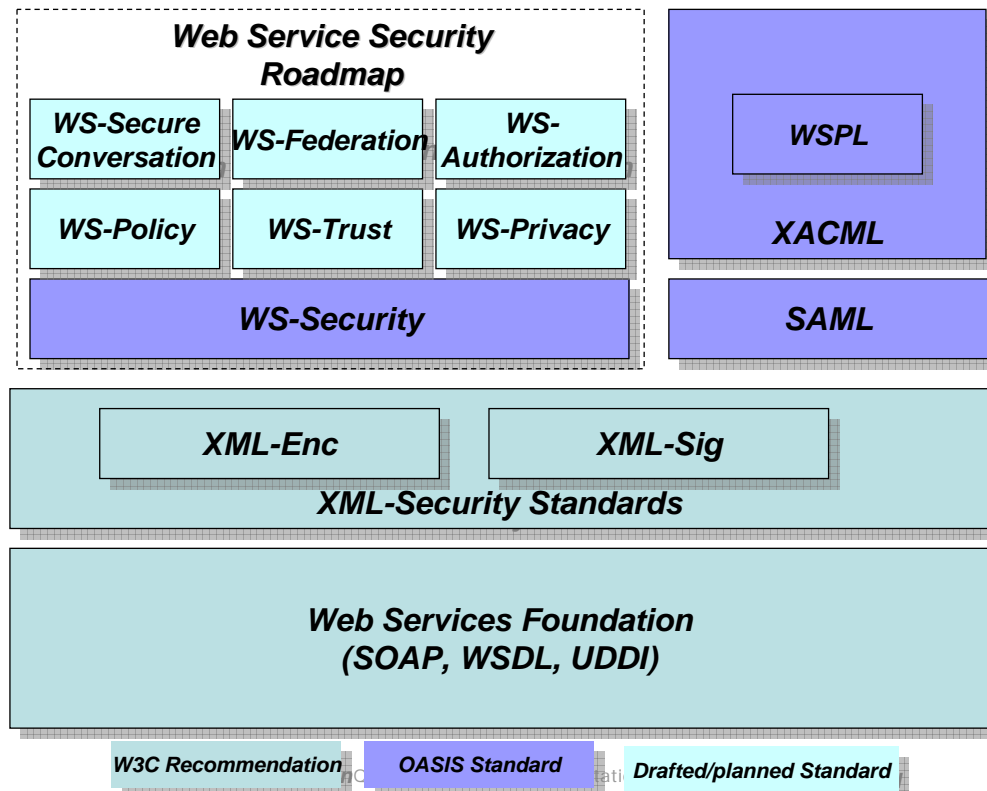 Web Service Security
Roadmap
WS-Secure
Conversation
WS-Federation
WS-
Authorization
WS-Policy
WS-Trust
WS-Privacy
WS-Security
WSPL
XACML
SAML
XML-Enc
XML-Sig
XML-Security Standards
Web Services Foundation
(SOAP, WSDL, UDDI)
W3C Recommendation
OASIS Standard
Drafted/planned Standard